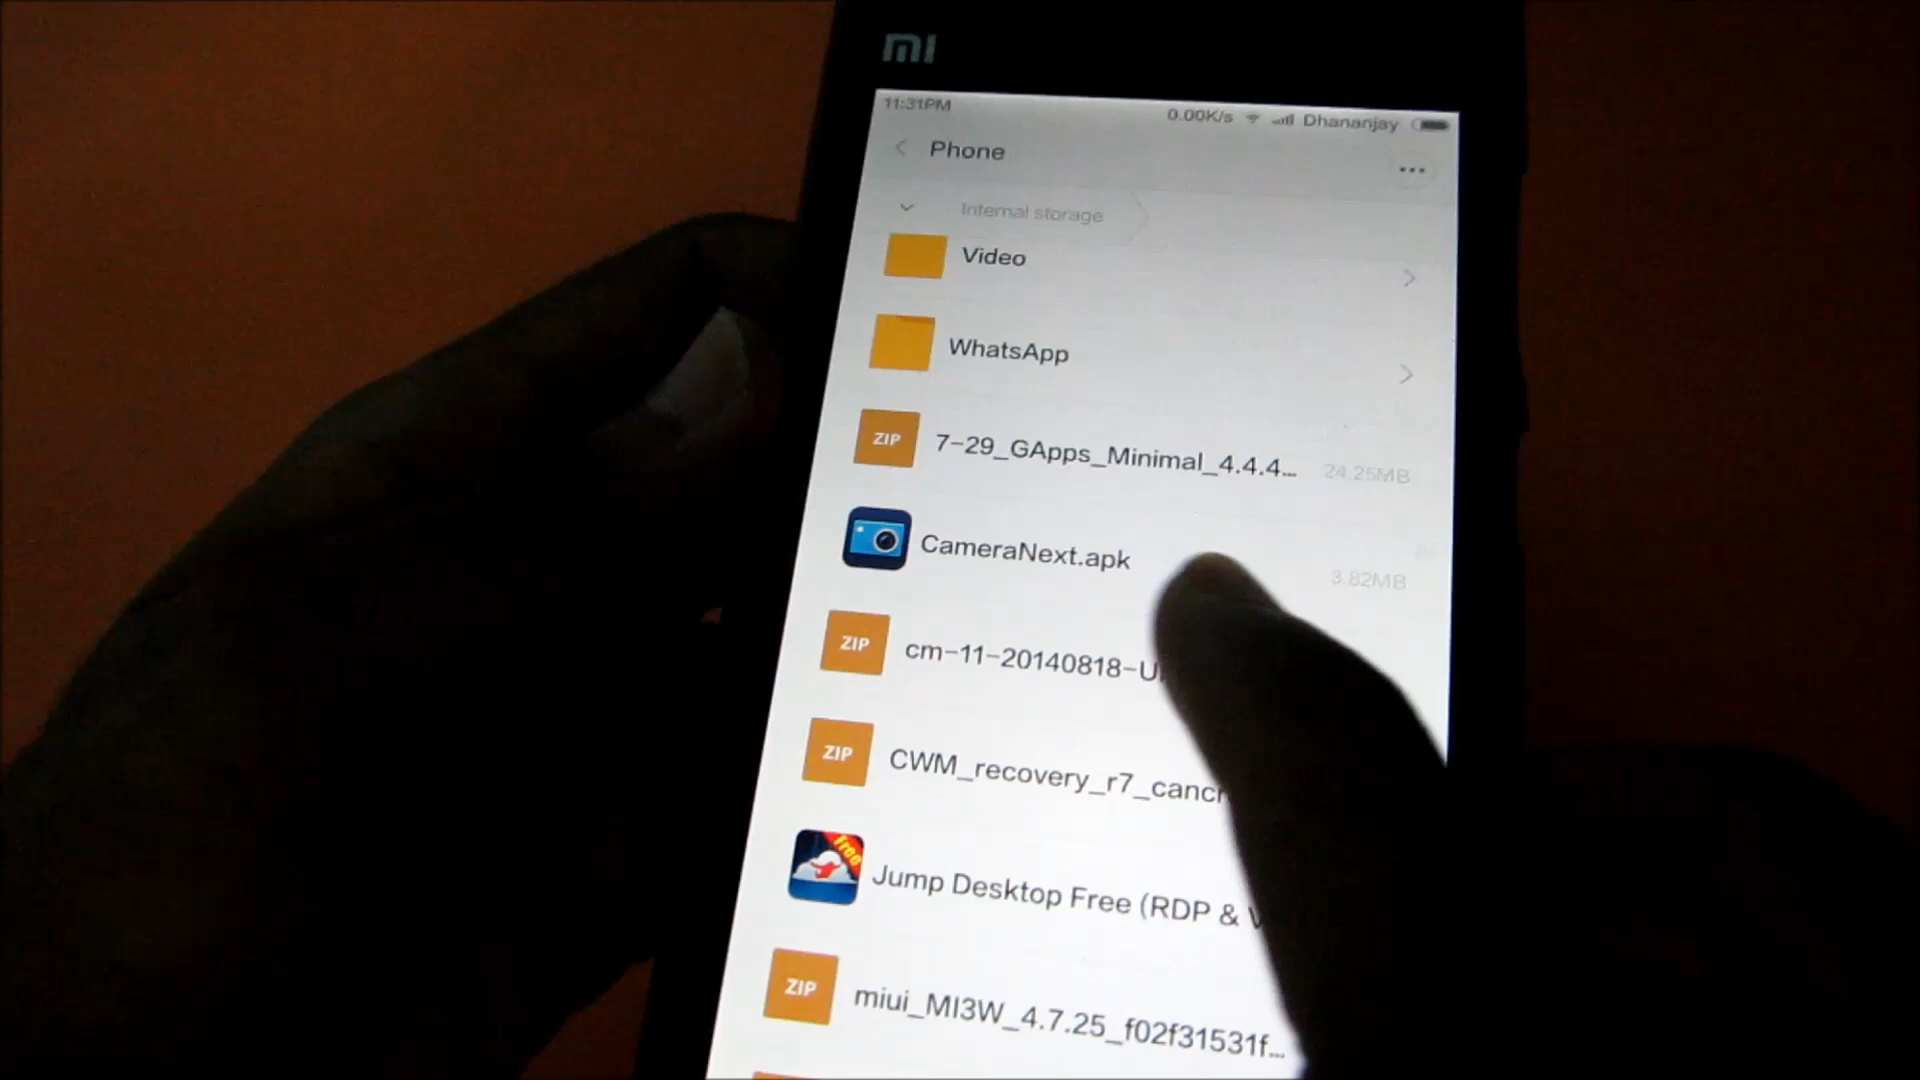 MI
11:31PM 0.00K/s Dhananjay
Phone
Internal storage
Video
WhatsApp
ZIP 7-29_GApps_Minimal_4.4.4... 24.25MB
CameraNext.apk 3.82MB
ZIP cm-11-20140818-U
ZIP CWM_recovery_r7_cancr
Free
Jump Desktop Free (RDP &
ZIP miui_MI3W_4.7.25_f02f31531f...